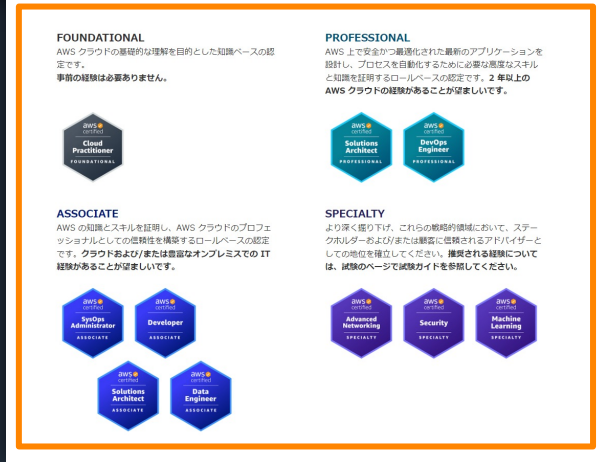 FOUNDATIONAL
AWS クラウドの基礎的な理解を目的とした知識ベースの認
定です。
事前の経験は必要ありません。
aws
certified
Cloud
Practitioner
FOUNDATIONAL
PROFESSIONAL
AWS 上で安全かつ最適化された最新のアプリケーションを
設計し、プロセスを自動化するために必要な高度なスキル
と知識を証明するロールベースの認定です。2 年以上の
AWS クラウドの経験があることが望ましいです。
aws
certified
Solutions
Architect
PROFESSIONAL
aws
certified
DevOps
Engineer
PROFESSIONAL
ASSOCIATE
AWS の知識とスキルを証明し、AWS クラウドのプロフェ
ッショナルとしての信頼性を構築するロールベースの認定
です。クラウドおよび/または豊富なオンプレミスでの IT
経験があることが望ましいです。
aws
certified
SysOps
Administrator
ASSOCIATE
aws
certified
Developer
ASSOCIATE
aws
certified
Solutions
Architect
ASSOCIATE
aws
certified
Data
Engineer
ASSOCIATE
SPECIALTY
より深く掘り下げ、これらの戦略的領域において、ステー
クホルダーおよび/または顧客に信頼されるアドバイザーと
しての地位を確立してください。推奨される経験について
は、試験のページで試験ガイドを参照してください。
aws
certified
Advanced
Networking
SPECIALTY
aws
certified
Security
SPECIALTY
aws
certified
Machine
Learning
SPECIALTY